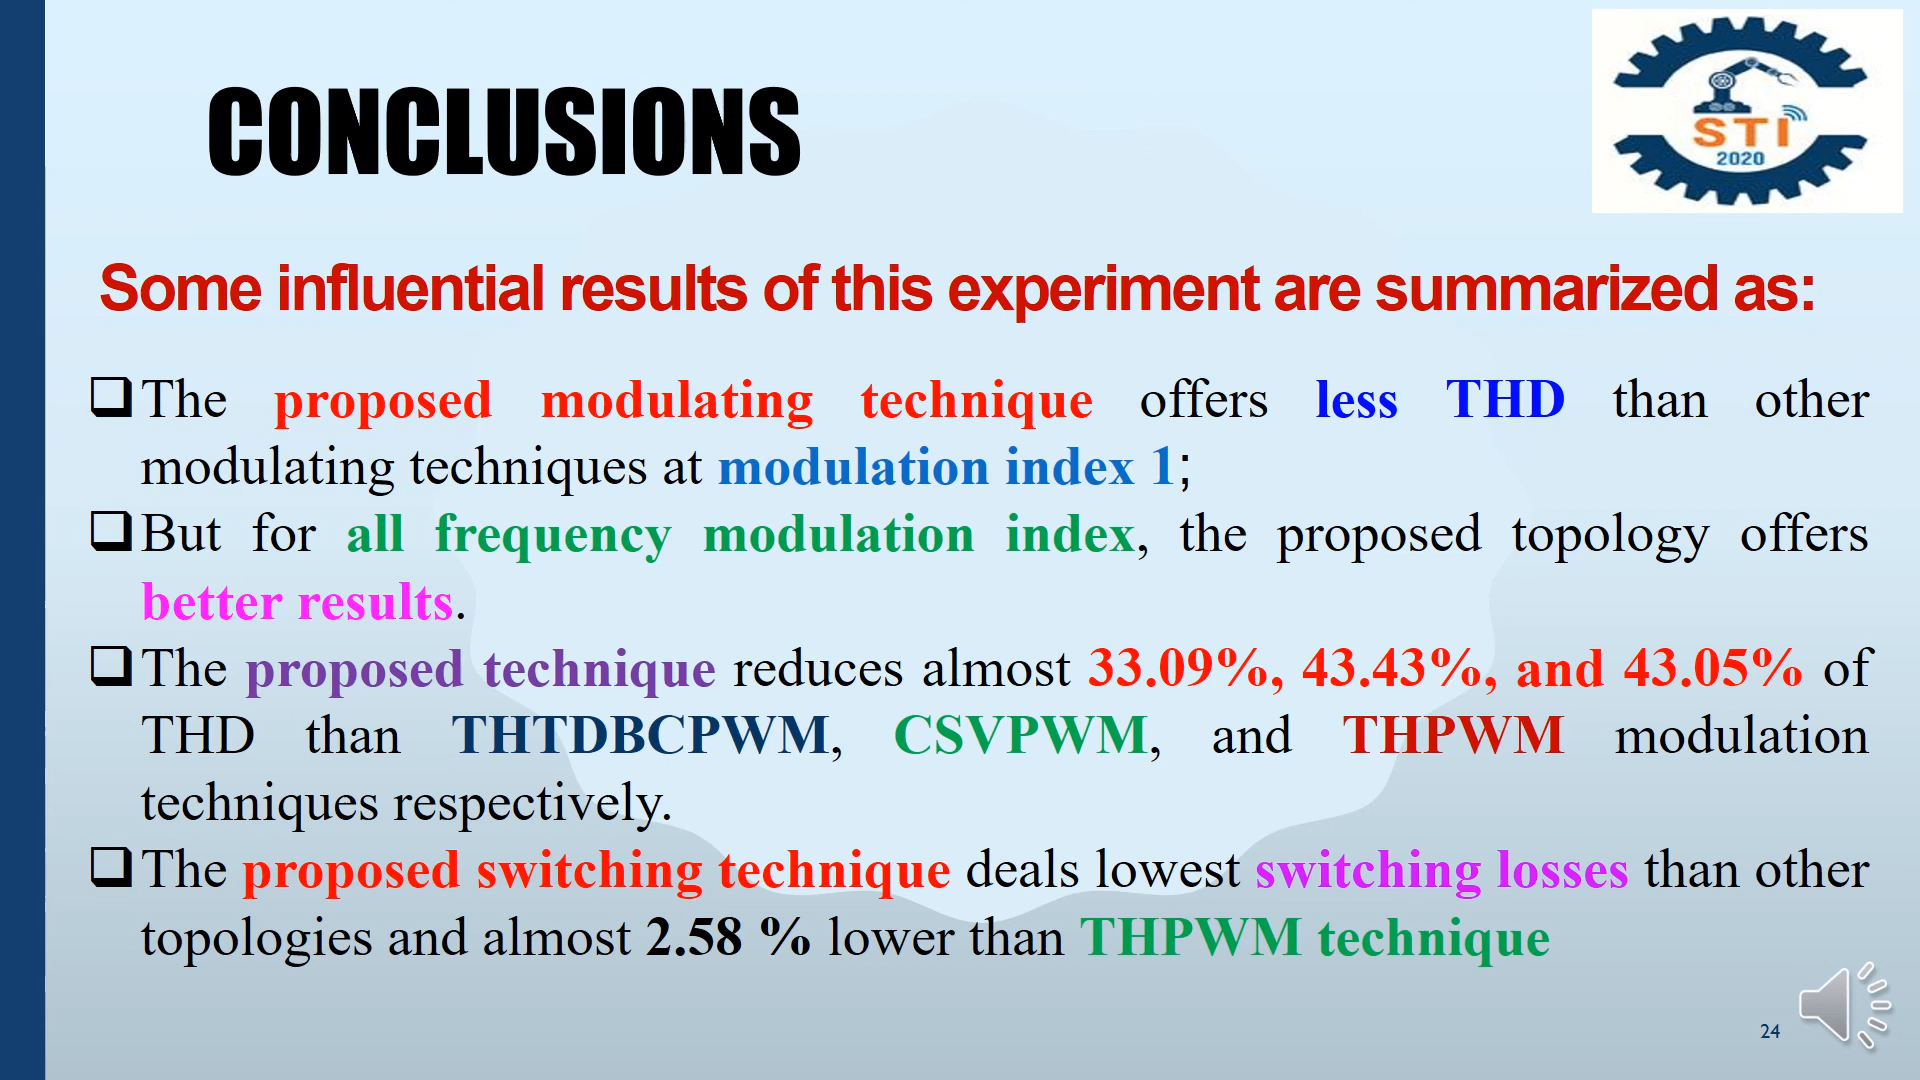 CONCLUSIONS
STI
2020
Some influential results of this experiment are summarized as:
The proposed modulating technique offers less THD than other
modulating techniques at modulation index 1;
But for all frequency modulation index, the proposed topology offers
better results.
The proposed technique reduces almost 33.09%, 43.43%, and 43.05% of
THD than THTDBCPWM, CSVPWM, and THPWM modulation
techniques respectively.
The proposed switching technique deals lowest switching losses than other
topologies and almost 2.58 % lower than THPWM technique
24